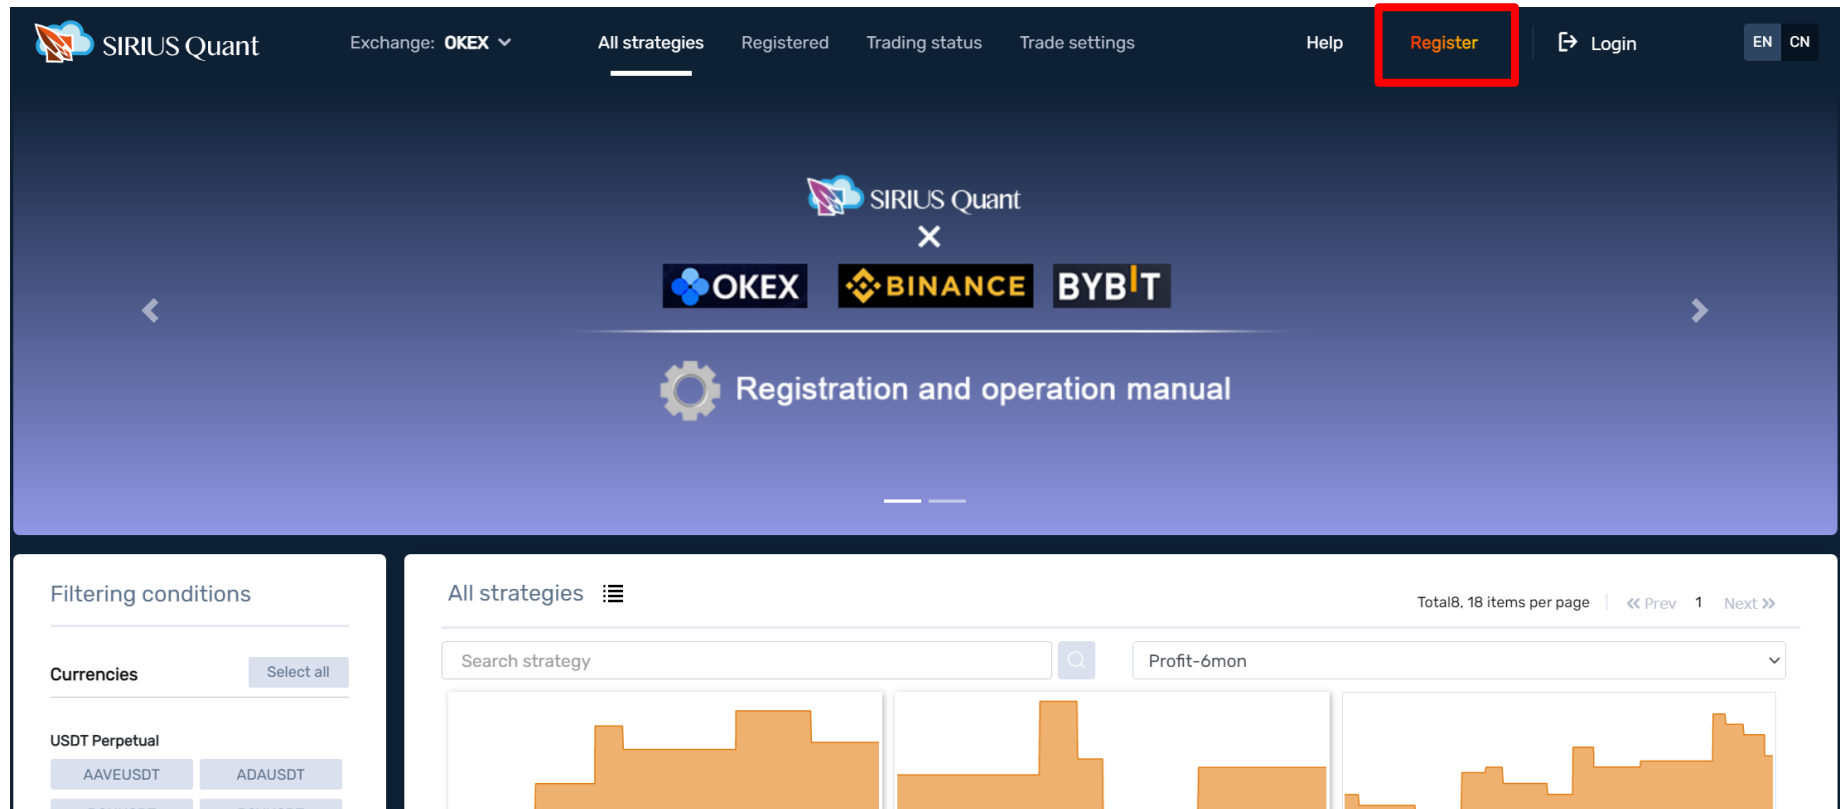 SIRIUS Quant
Exchange: OKEX
All strategies
Registered
Trading status
Trade settings
Help
Register
Login
EN CN
SIRIUS Quant
×
OKEX BINANCE BYBIT
Registration and operation manual
Filtering conditions
Currencies
Select all
USDT Perpetual
AAVEUSDT ADAUSDT
All strategies
Total8, 18 items per page
Prev 1 Next
Search strategy
Profit-6mon